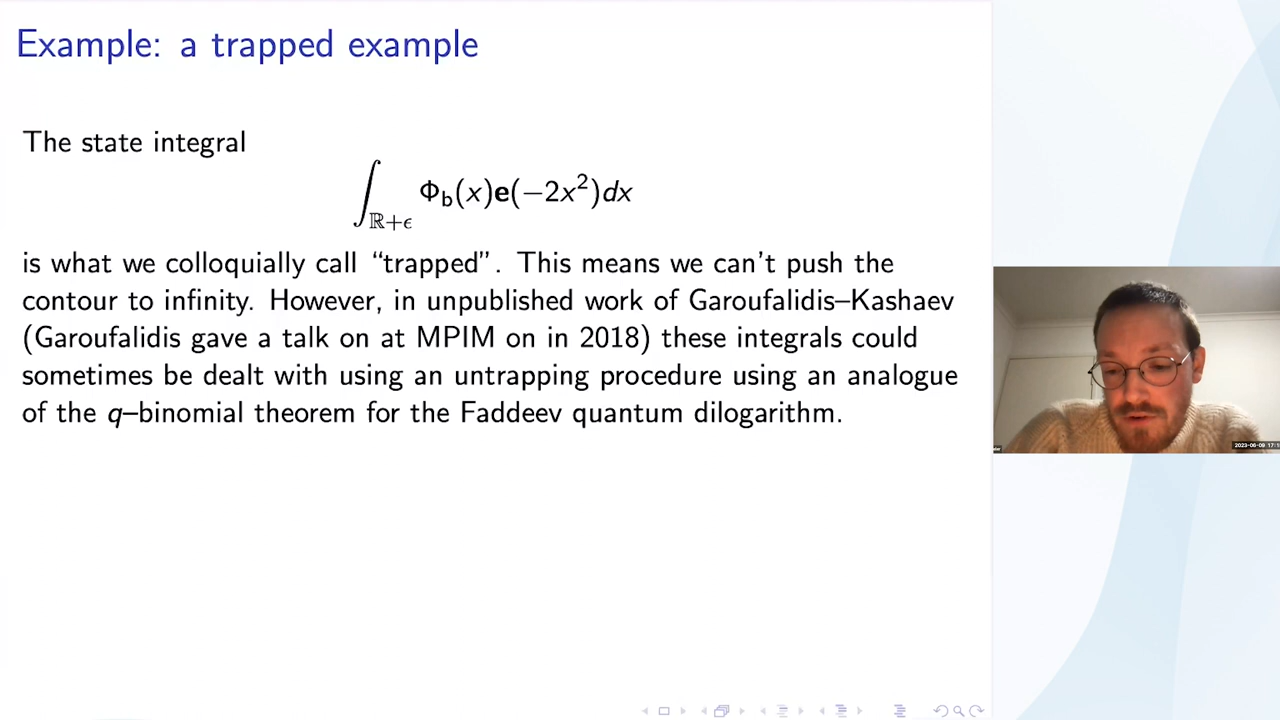 Example: a trapped example
The state integral
∫_{ℝ+ϵ} Φ_b(x)e(−2x²)dx
is what we colloquially call “trapped”. This means we can’t push the
contour to infinity. However, in unpublished work of Garoufalidis–Kashaev
(Garoufalidis gave a talk on at MPIM on in 2018) these integrals could
sometimes be dealt with using an untrapping procedure using an analogue
of the q–binomial theorem for the Faddeev quantum dilogarithm.